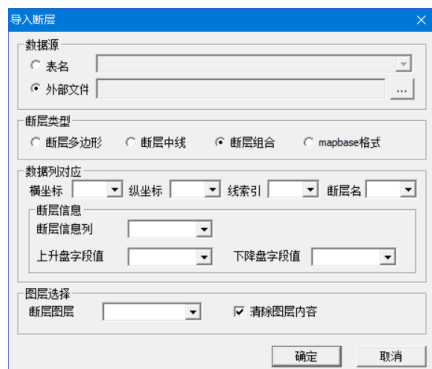 导入断层
数据源
表名
外部文件 ...
断层类型
断层多边形 断层中线 断层组合 mapbase格式
数据列对应
横坐标 纵坐标 线索引 断层名
断层信息
断层信息列
上升盘字段值 下降盘字段值
图层选择
断层图层 清除图层内容
确定 取消